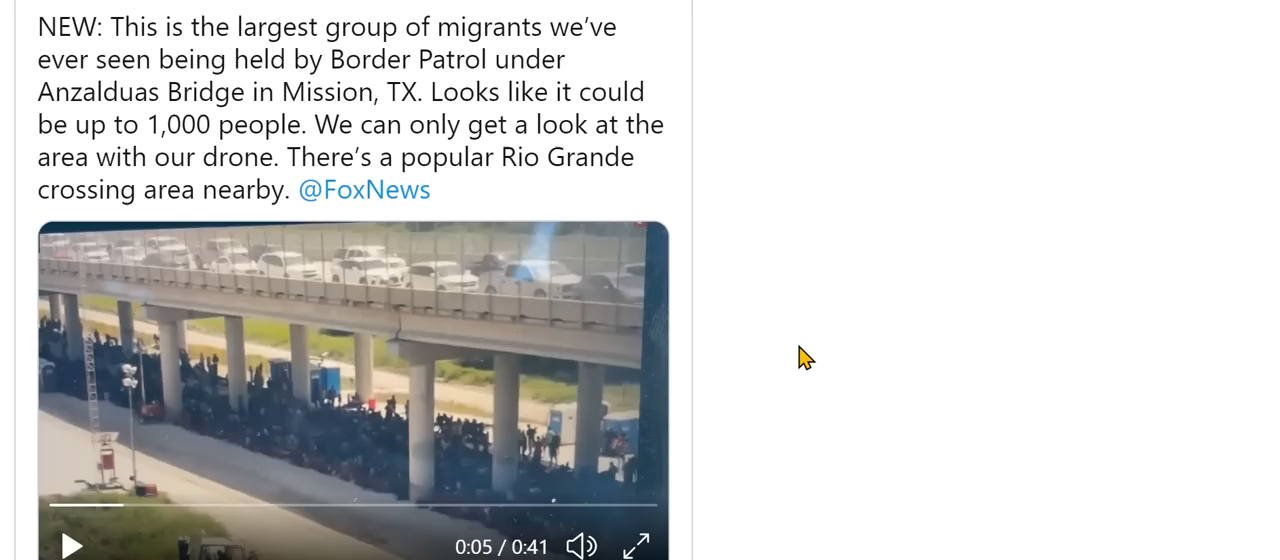 NEW: This is the largest group of migrants we’ve
ever seen being held by Border Patrol under
Anzalduas Bridge in Mission, TX. Looks like it could
be up to 1,000 people. We can only get a look at the
area with our drone. There’s a popular Rio Grande
crossing area nearby. @FoxNews
0:05 / 0:41